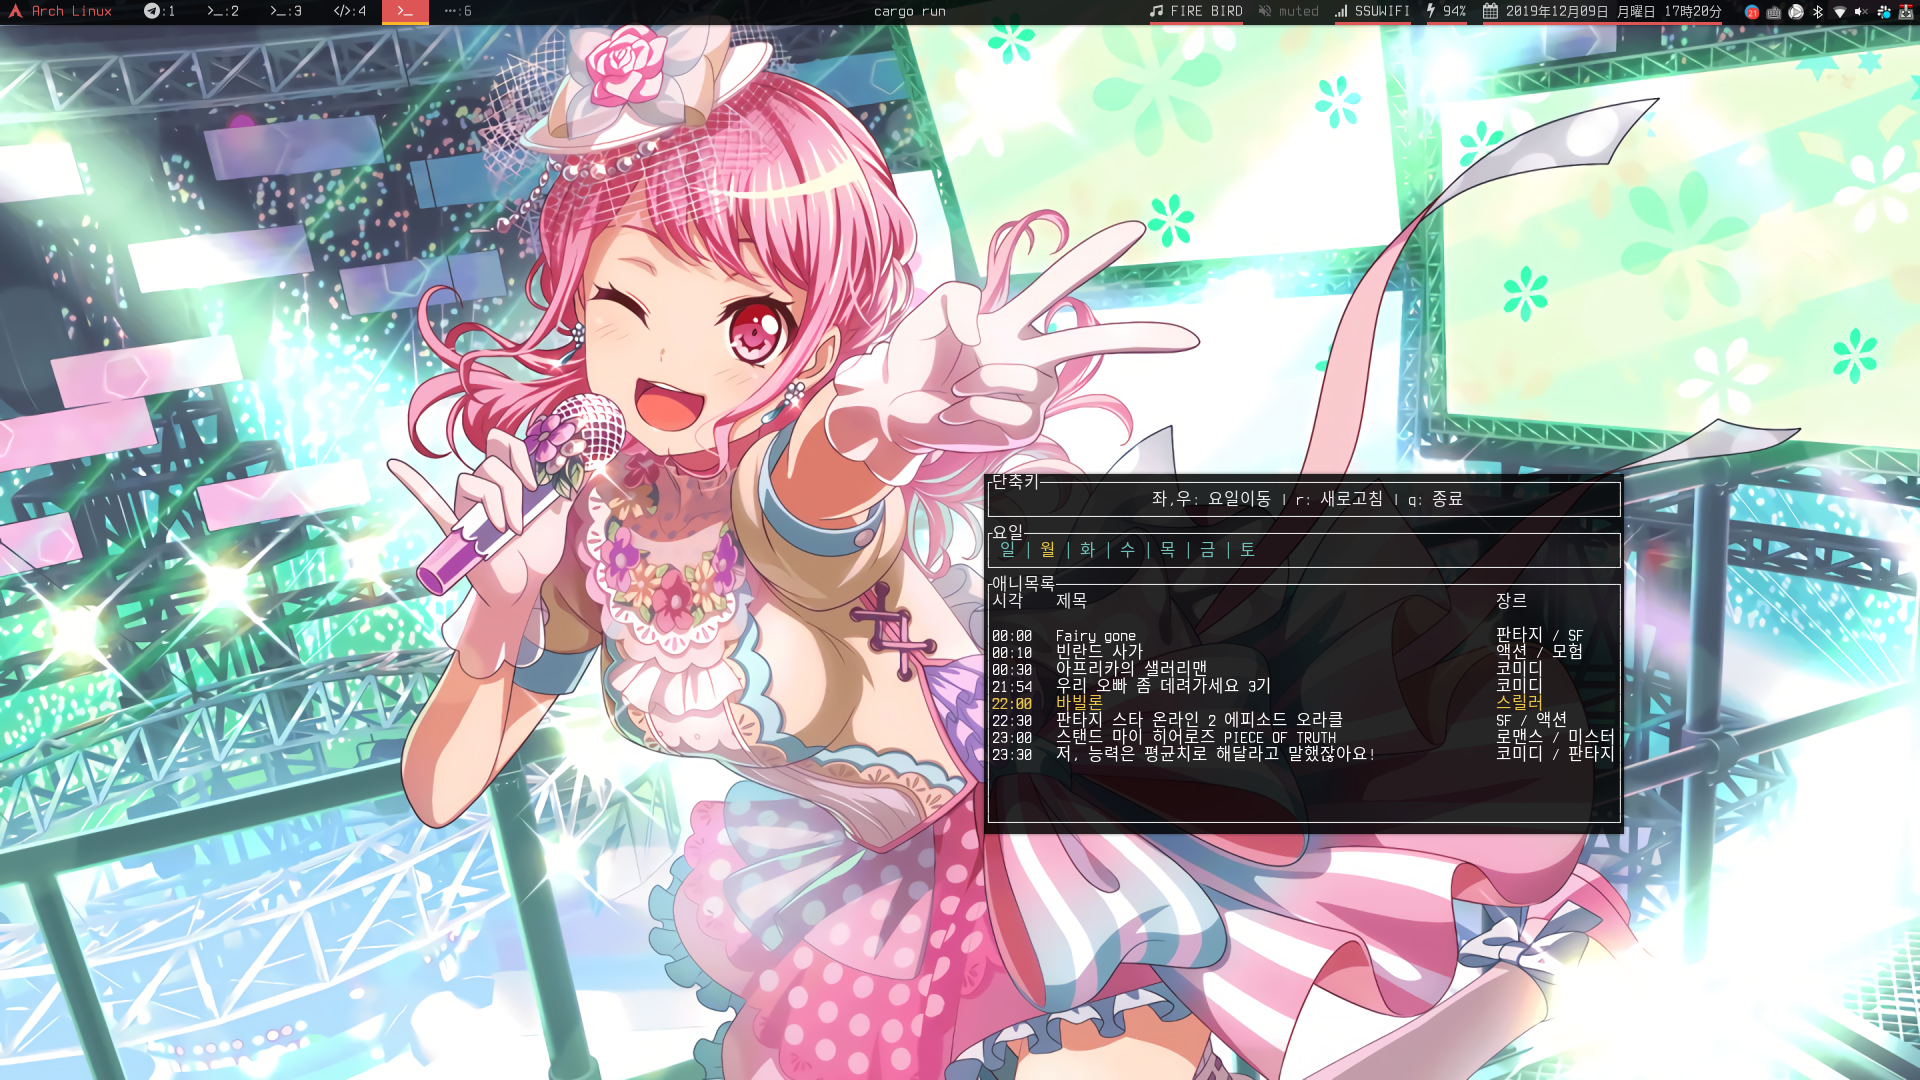 Arch Linux :1 >_:2 >_:3 </>:4 >_ ⋯:6 cargo run FIRE BIRD muted SSUWIFI 94% 2019年12月09日 月曜日 17時20分 21
단축키
좌,우: 요일이동 | r: 새로고침 | q: 종료
요일
일 | 월 | 화 | 수 | 목 | 금 | 토
애니목록
시각 제목 장르
00:00 Fairy gone 판타지 / SF
00:10 빈란드 사가 액션 / 모험
00:30 아프리카의 샐러리맨 코미디
21:54 우리 오빠 좀 데려가세요 3기 코미디
22:00 바빌론 스릴러
22:30 판타지 스타 온라인 2 에피소드 오라클 SF / 액션
23:00 스탠드 마이 히어로즈 PIECE OF TRUTH 로맨스 / 미스터
23:30 저, 능력은 평균치로 해달라고 말했잖아요! 코미디 / 판타지